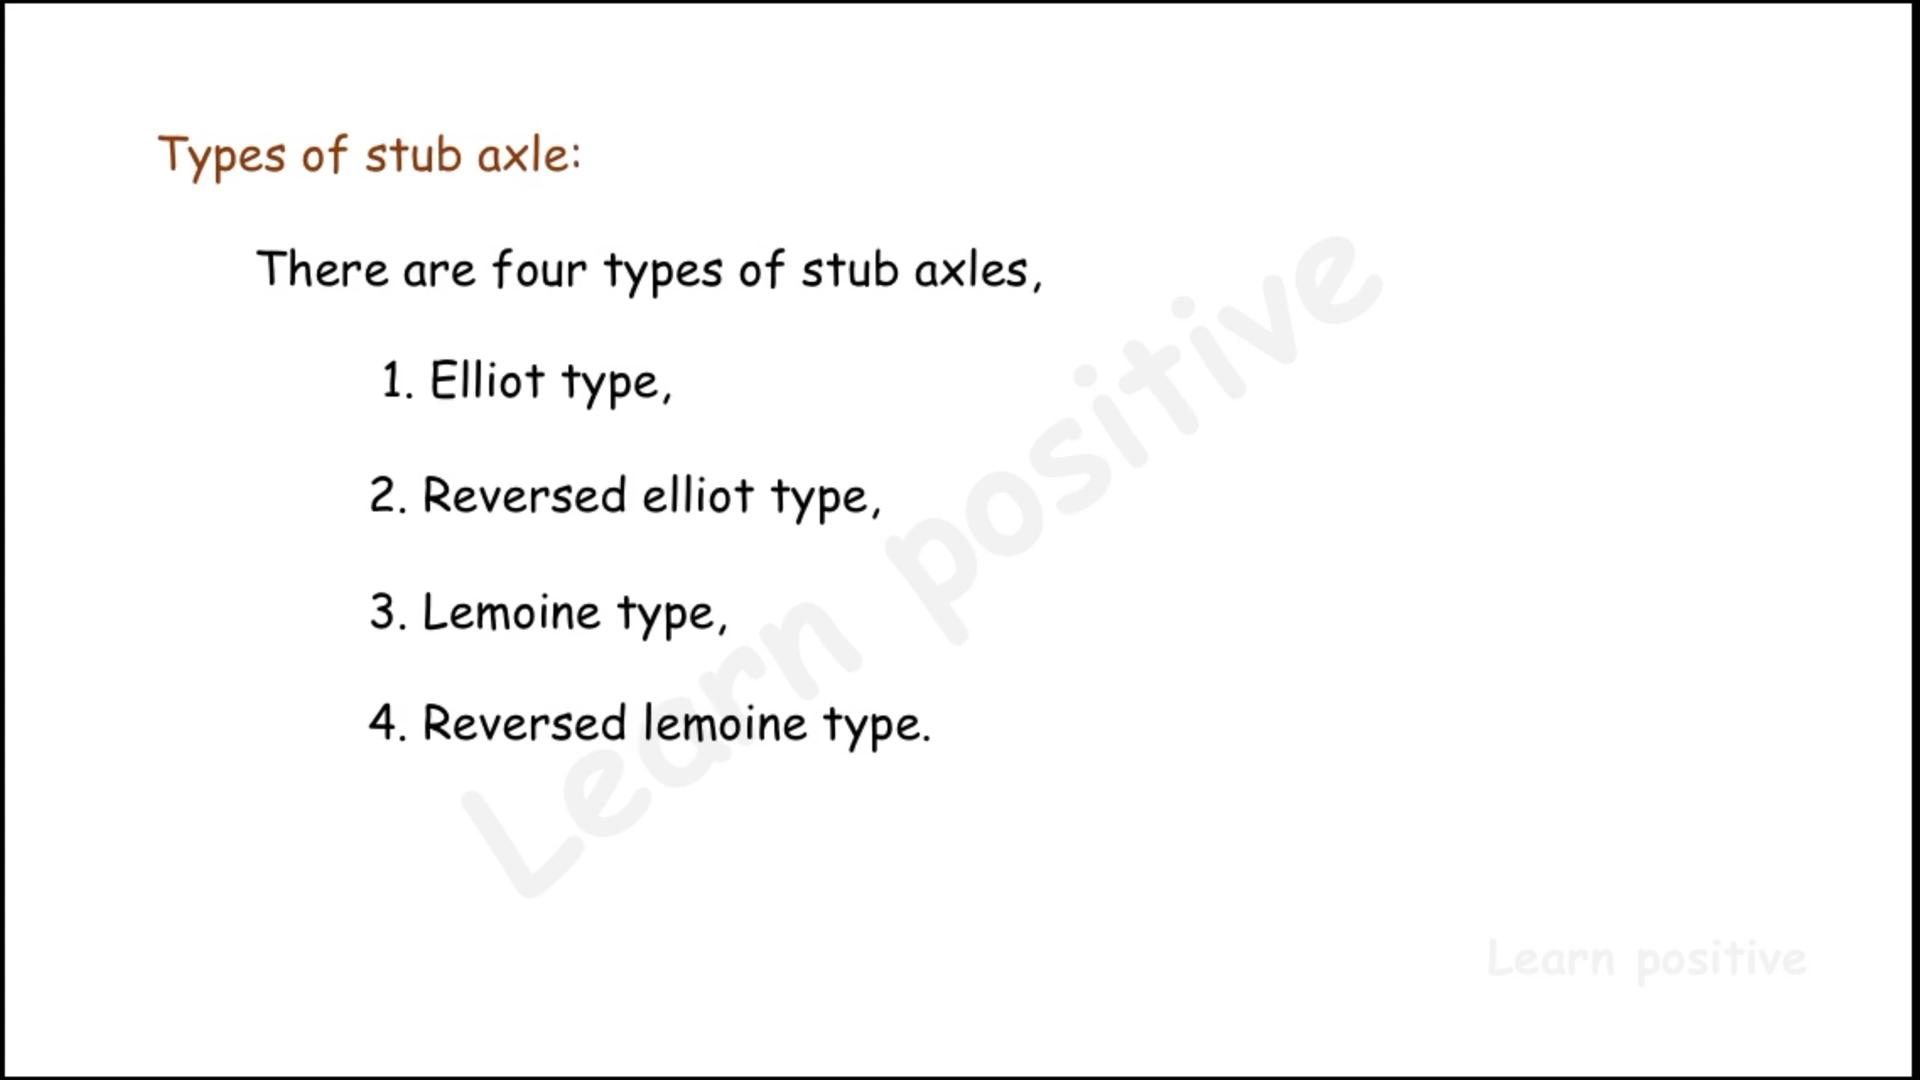 Types of stub axle:
There are four types of stub axles,
1. Elliot type,
2. Reversed elliot type,
3. Lemoine type,
4. Reversed lemoine type.
Learn positive
Learn positive